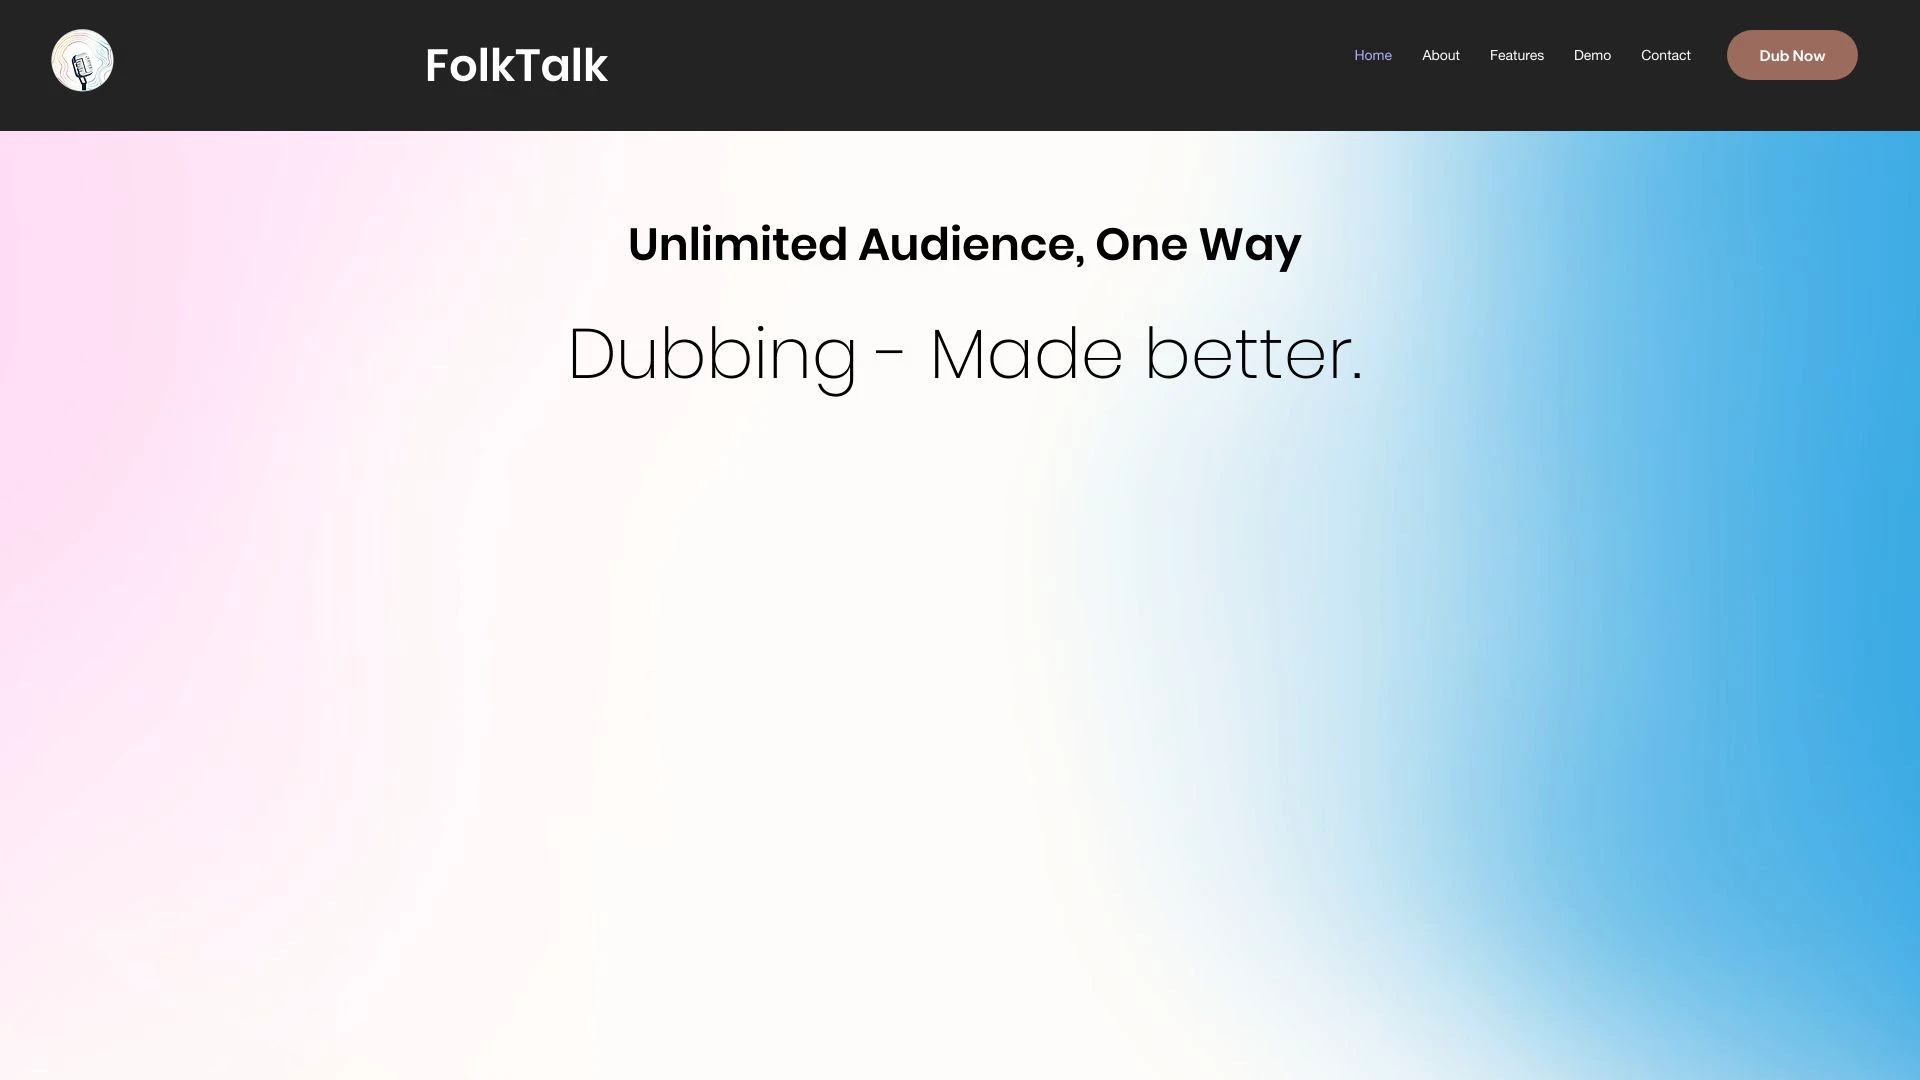 FolkTalk
Home
About
Features
Demo
Contact
Dub Now
Unlimited Audience, One Way
Dubbing - Made better.